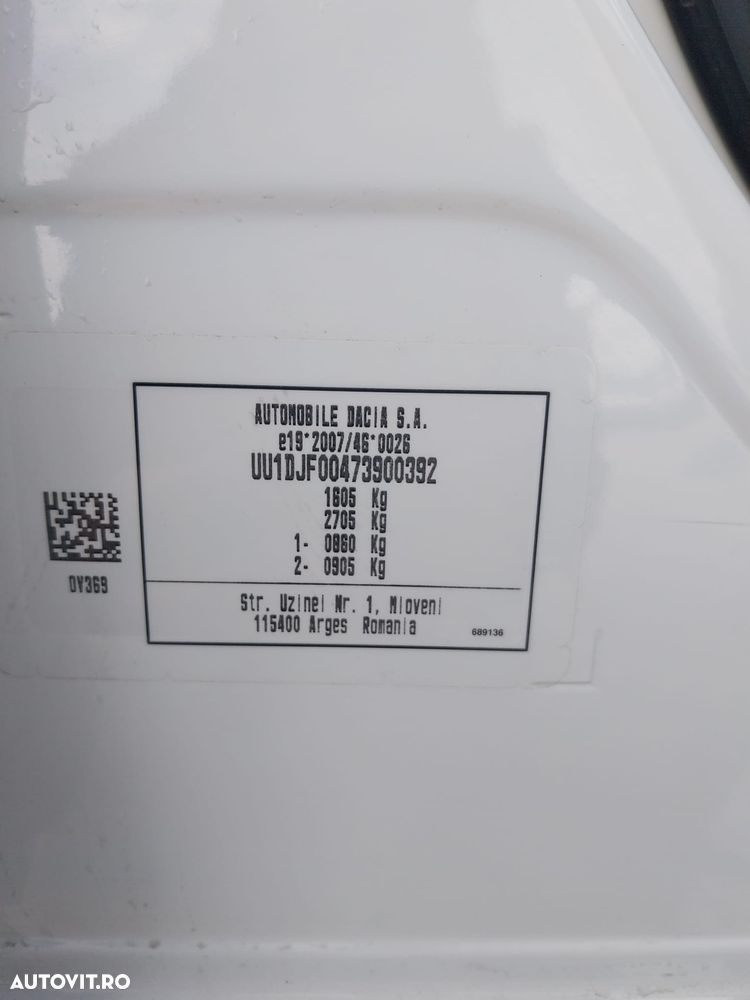 AUTOMOBILE DACIA S.A.
e19*2007/46*0026
UU1DJF00473900392
1605 Kg
2705 Kg
1- 0860 Kg
2- 0905 Kg
0V369
Str. Uzinei Nr. 1, Mioveni
115400 Arges Romania
689136
AUTOVIT.RO